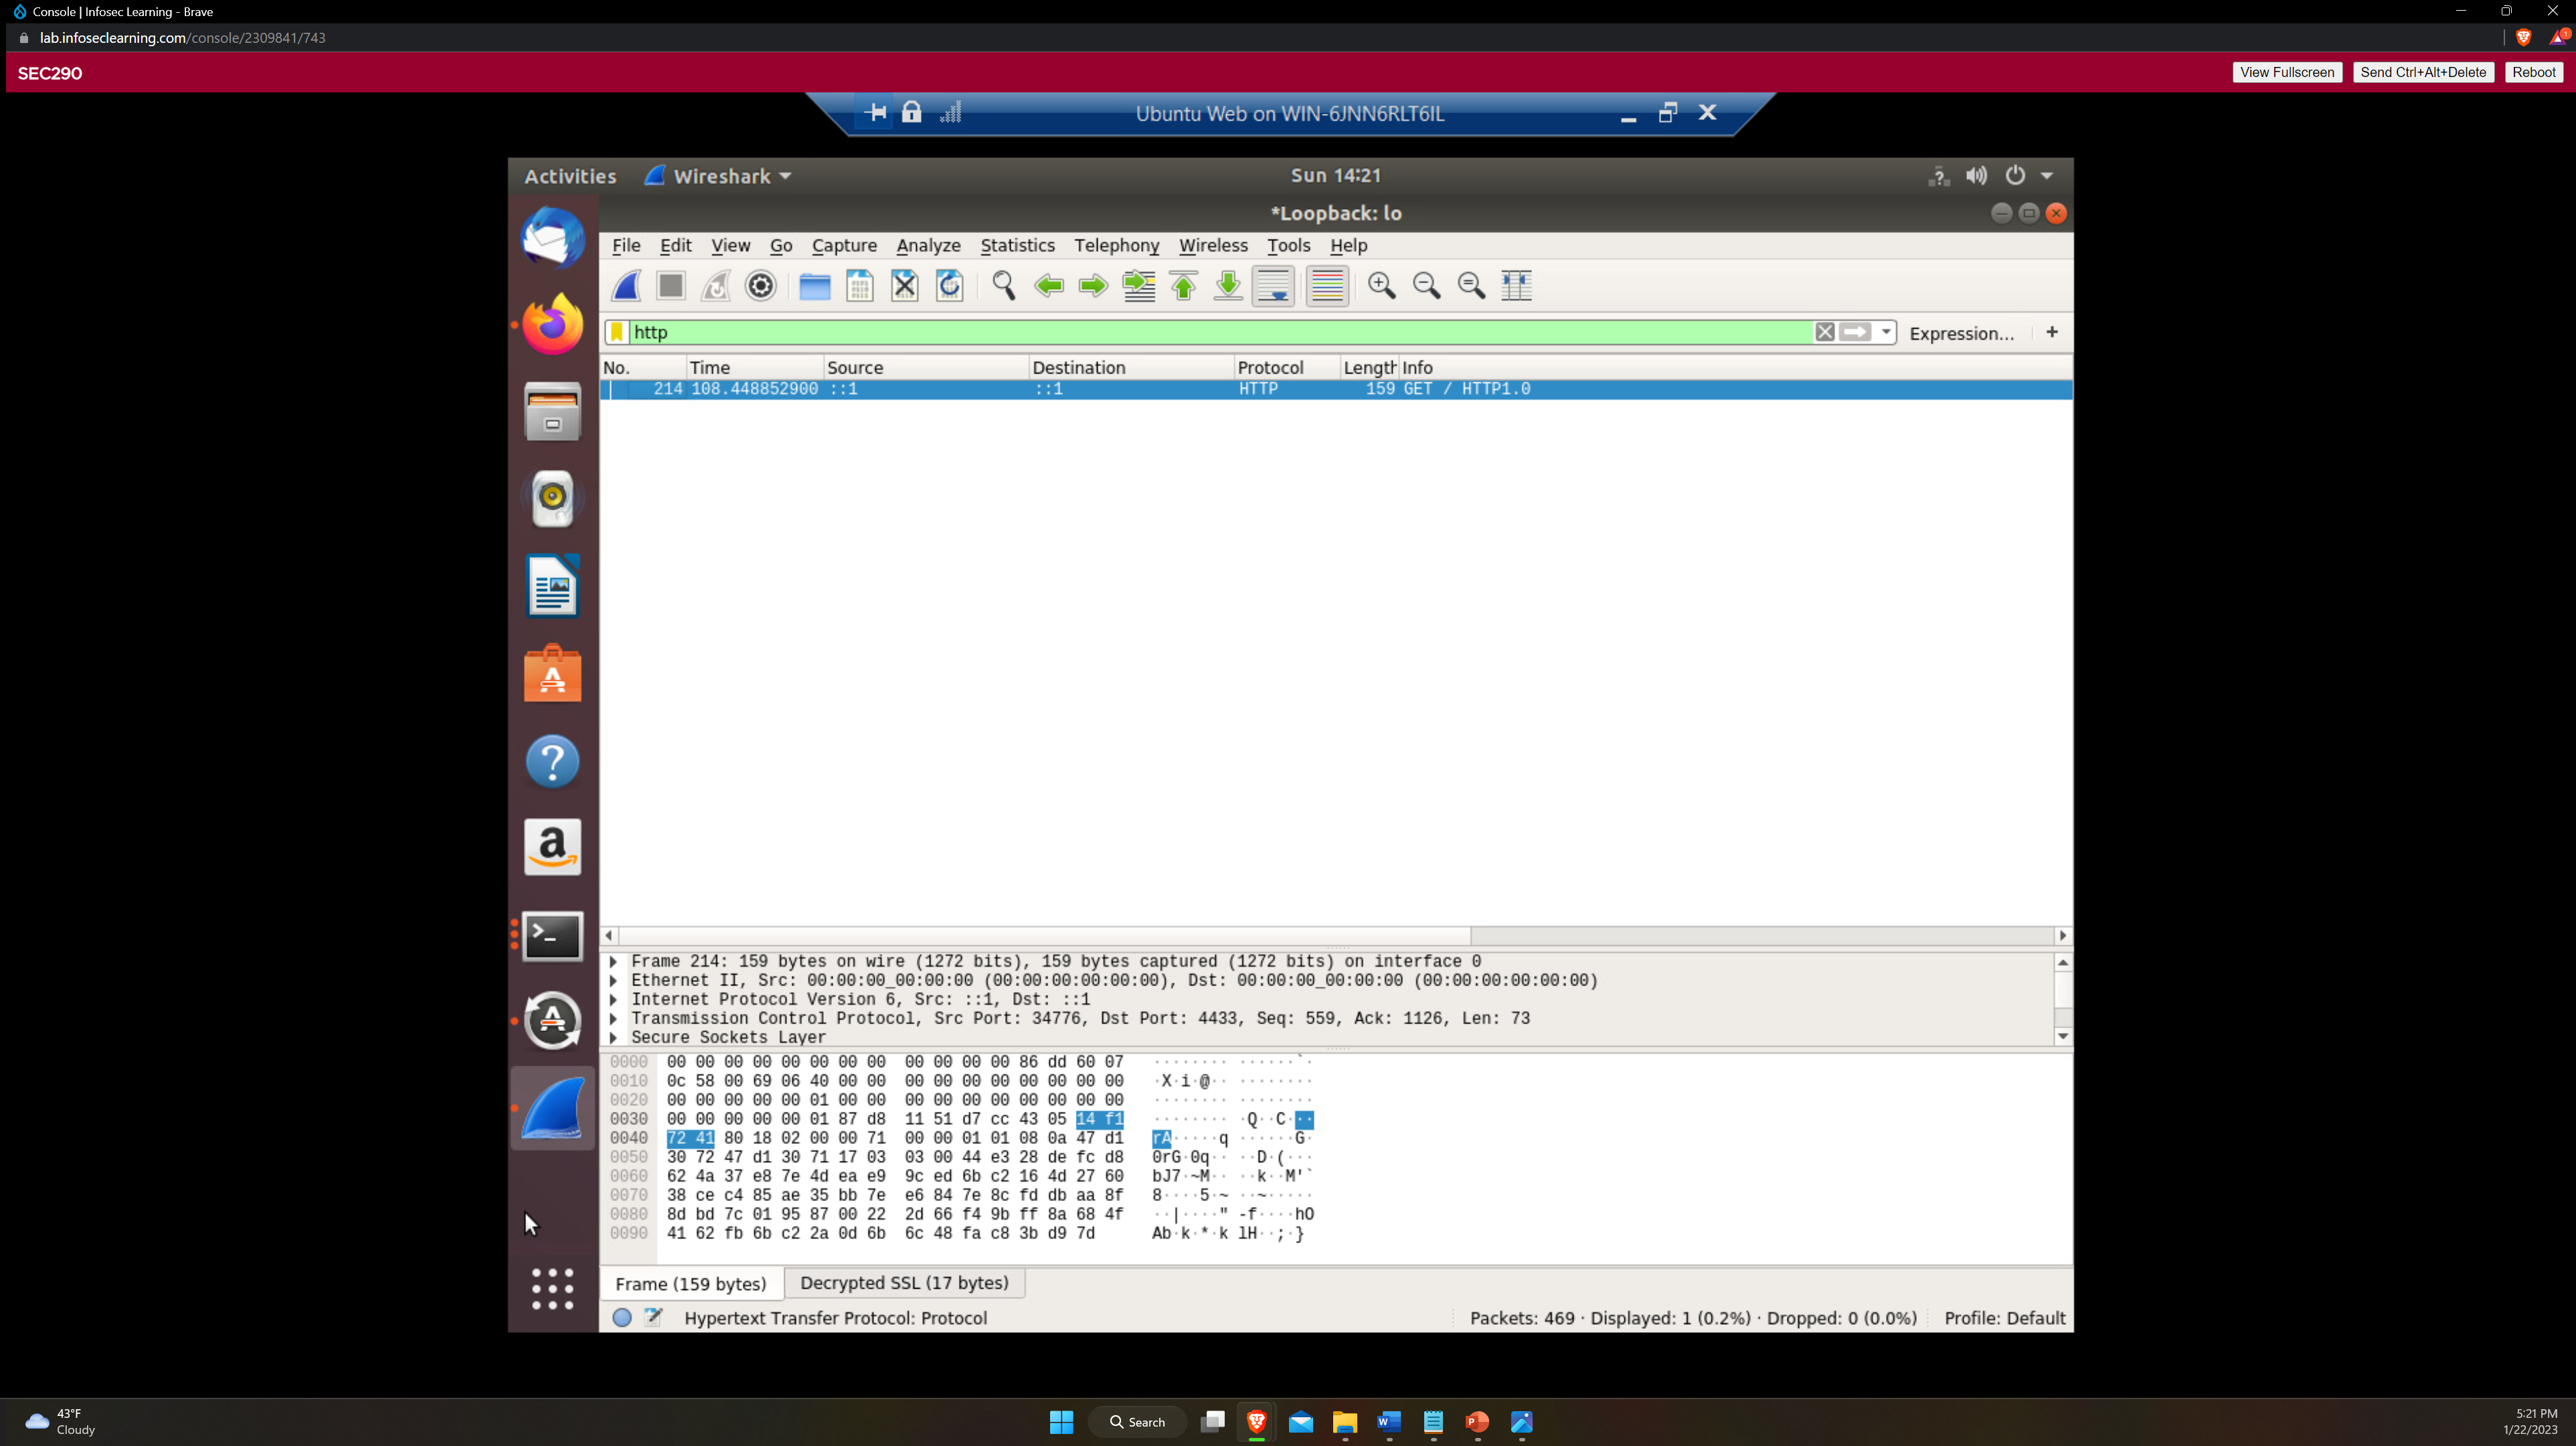 Console | Infosec Learning - Brave
lab.infoseclearning.com/console/2309841/743
1
SEC290
View Fullscreen Send Ctrl+Alt+Delete Reboot
Ubuntu Web on WIN-6JNN6RLT6IL
Activities Wireshark Sun 14:21
*Loopback: lo
File Edit View Go Capture Analyze Statistics Telephony Wireless Tools Help
http Expression... +
No. Time Source Destination Protocol Length Info
214 108.448852900 ::1 ::1 HTTP 159 GET / HTTP1.0
Frame 214: 159 bytes on wire (1272 bits), 159 bytes captured (1272 bits) on interface 0
Ethernet II, Src: 00:00:00_00:00:00 (00:00:00:00:00:00), Dst: 00:00:00_00:00:00 (00:00:00:00:00:00)
Internet Protocol Version 6, Src: ::1, Dst: ::1
Transmission Control Protocol, Src Port: 34776, Dst Port: 4433, Seq: 559, Ack: 1126, Len: 73
Secure Sockets Layer
0000 00 00 00 00 00 00 00 00 00 00 00 00 86 dd 60 07 ········ ······`·
0010 0c 58 00 69 06 40 00 00 00 00 00 00 00 00 00 00 ·X·i·@·· ········
0020 00 00 00 00 00 01 00 00 00 00 00 00 00 00 00 00 ········ ········
0030 00 00 00 00 00 01 87 d8 11 51 d7 cc 43 05 14 f1 ········ ·Q··C···
0040 72 41 80 18 02 00 00 71 00 00 01 01 08 0a 47 d1 rA·····q ······G·
0050 30 72 47 d1 30 71 17 03 03 00 44 e3 28 de fc d8 0rG·0q·· ··D·(···
0060 62 4a 37 e8 7e 4d ea e9 9c ed 6b c2 16 4d 27 60 bJ7·~M·· ··k··M'`
0070 38 ce c4 85 ae 35 bb 7e e6 84 7e 8c fd db aa 8f 8····5·~ ··~·····
0080 8d bd 7c 01 95 87 00 22 2d 66 f4 9b ff 8a 68 4f ··|····" -f····hO
0090 41 62 fb 6b c2 2a 0d 6b 6c 48 fa c8 3b d9 7d Ab·k·*·k lH··;·}
Frame (159 bytes) Decrypted SSL (17 bytes)
Hypertext Transfer Protocol: Protocol Packets: 469 · Displayed: 1 (0.2%) · Dropped: 0 (0.0%) Profile: Default
43°F
Cloudy
Search
5:21 PM
1/22/2023